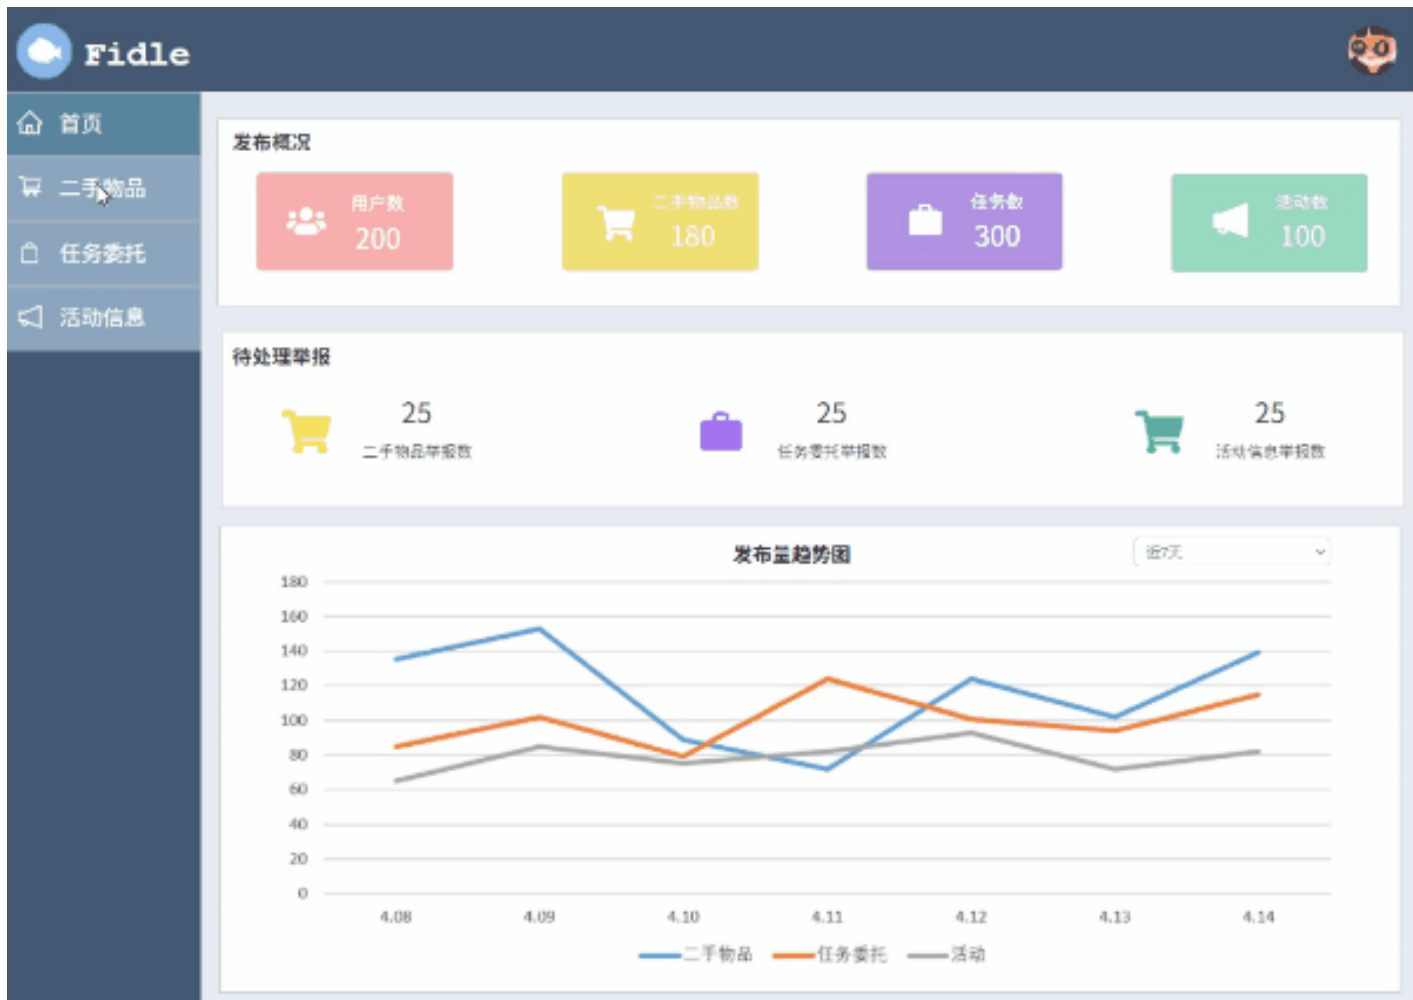 Fidle
首页
二手物品
任务委托
活动信息
发布概况
用户数
200
二手物品数
180
任务数
300
活动数
100
待处理举报
25
二手物品举报数
25
任务委托举报数
25
活动信息举报数
发布量趋势图
近7天
180
160
140
120
100
80
60
40
20
0
4.08 4.09 4.10 4.11 4.12 4.13 4.14
二手物品 任务委托 活动